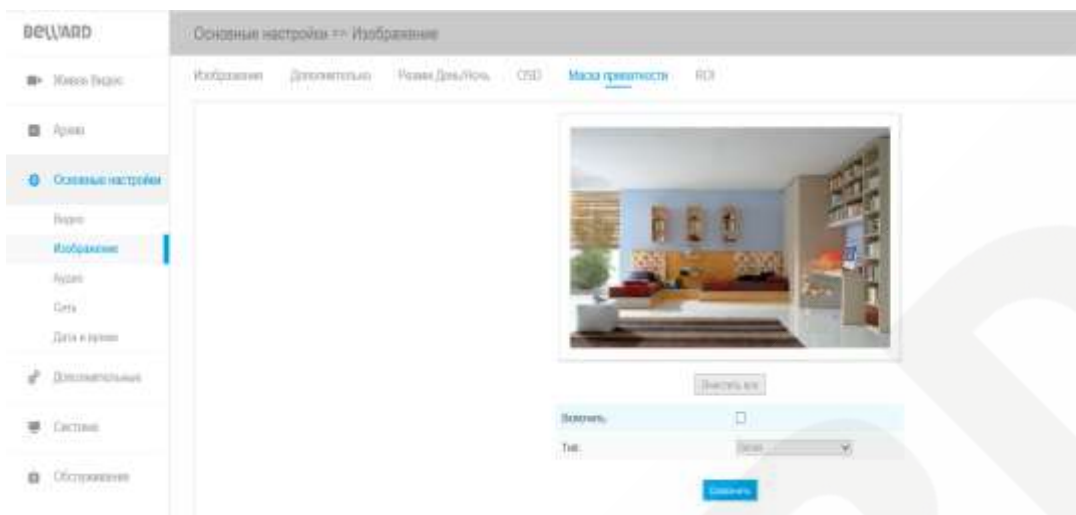 BEWARD
Основные настройки >> Изображение
Изображение Дополнительно Режим День/Ночь OSD Маска приватности ROI
Живое Видео
Архив
Основные настройки
Видео
Изображение
Аудио
Сеть
Дата и время
Дополнительные
Система
Обслуживание
Очистить все
Включить:
Тип:
Сохранить